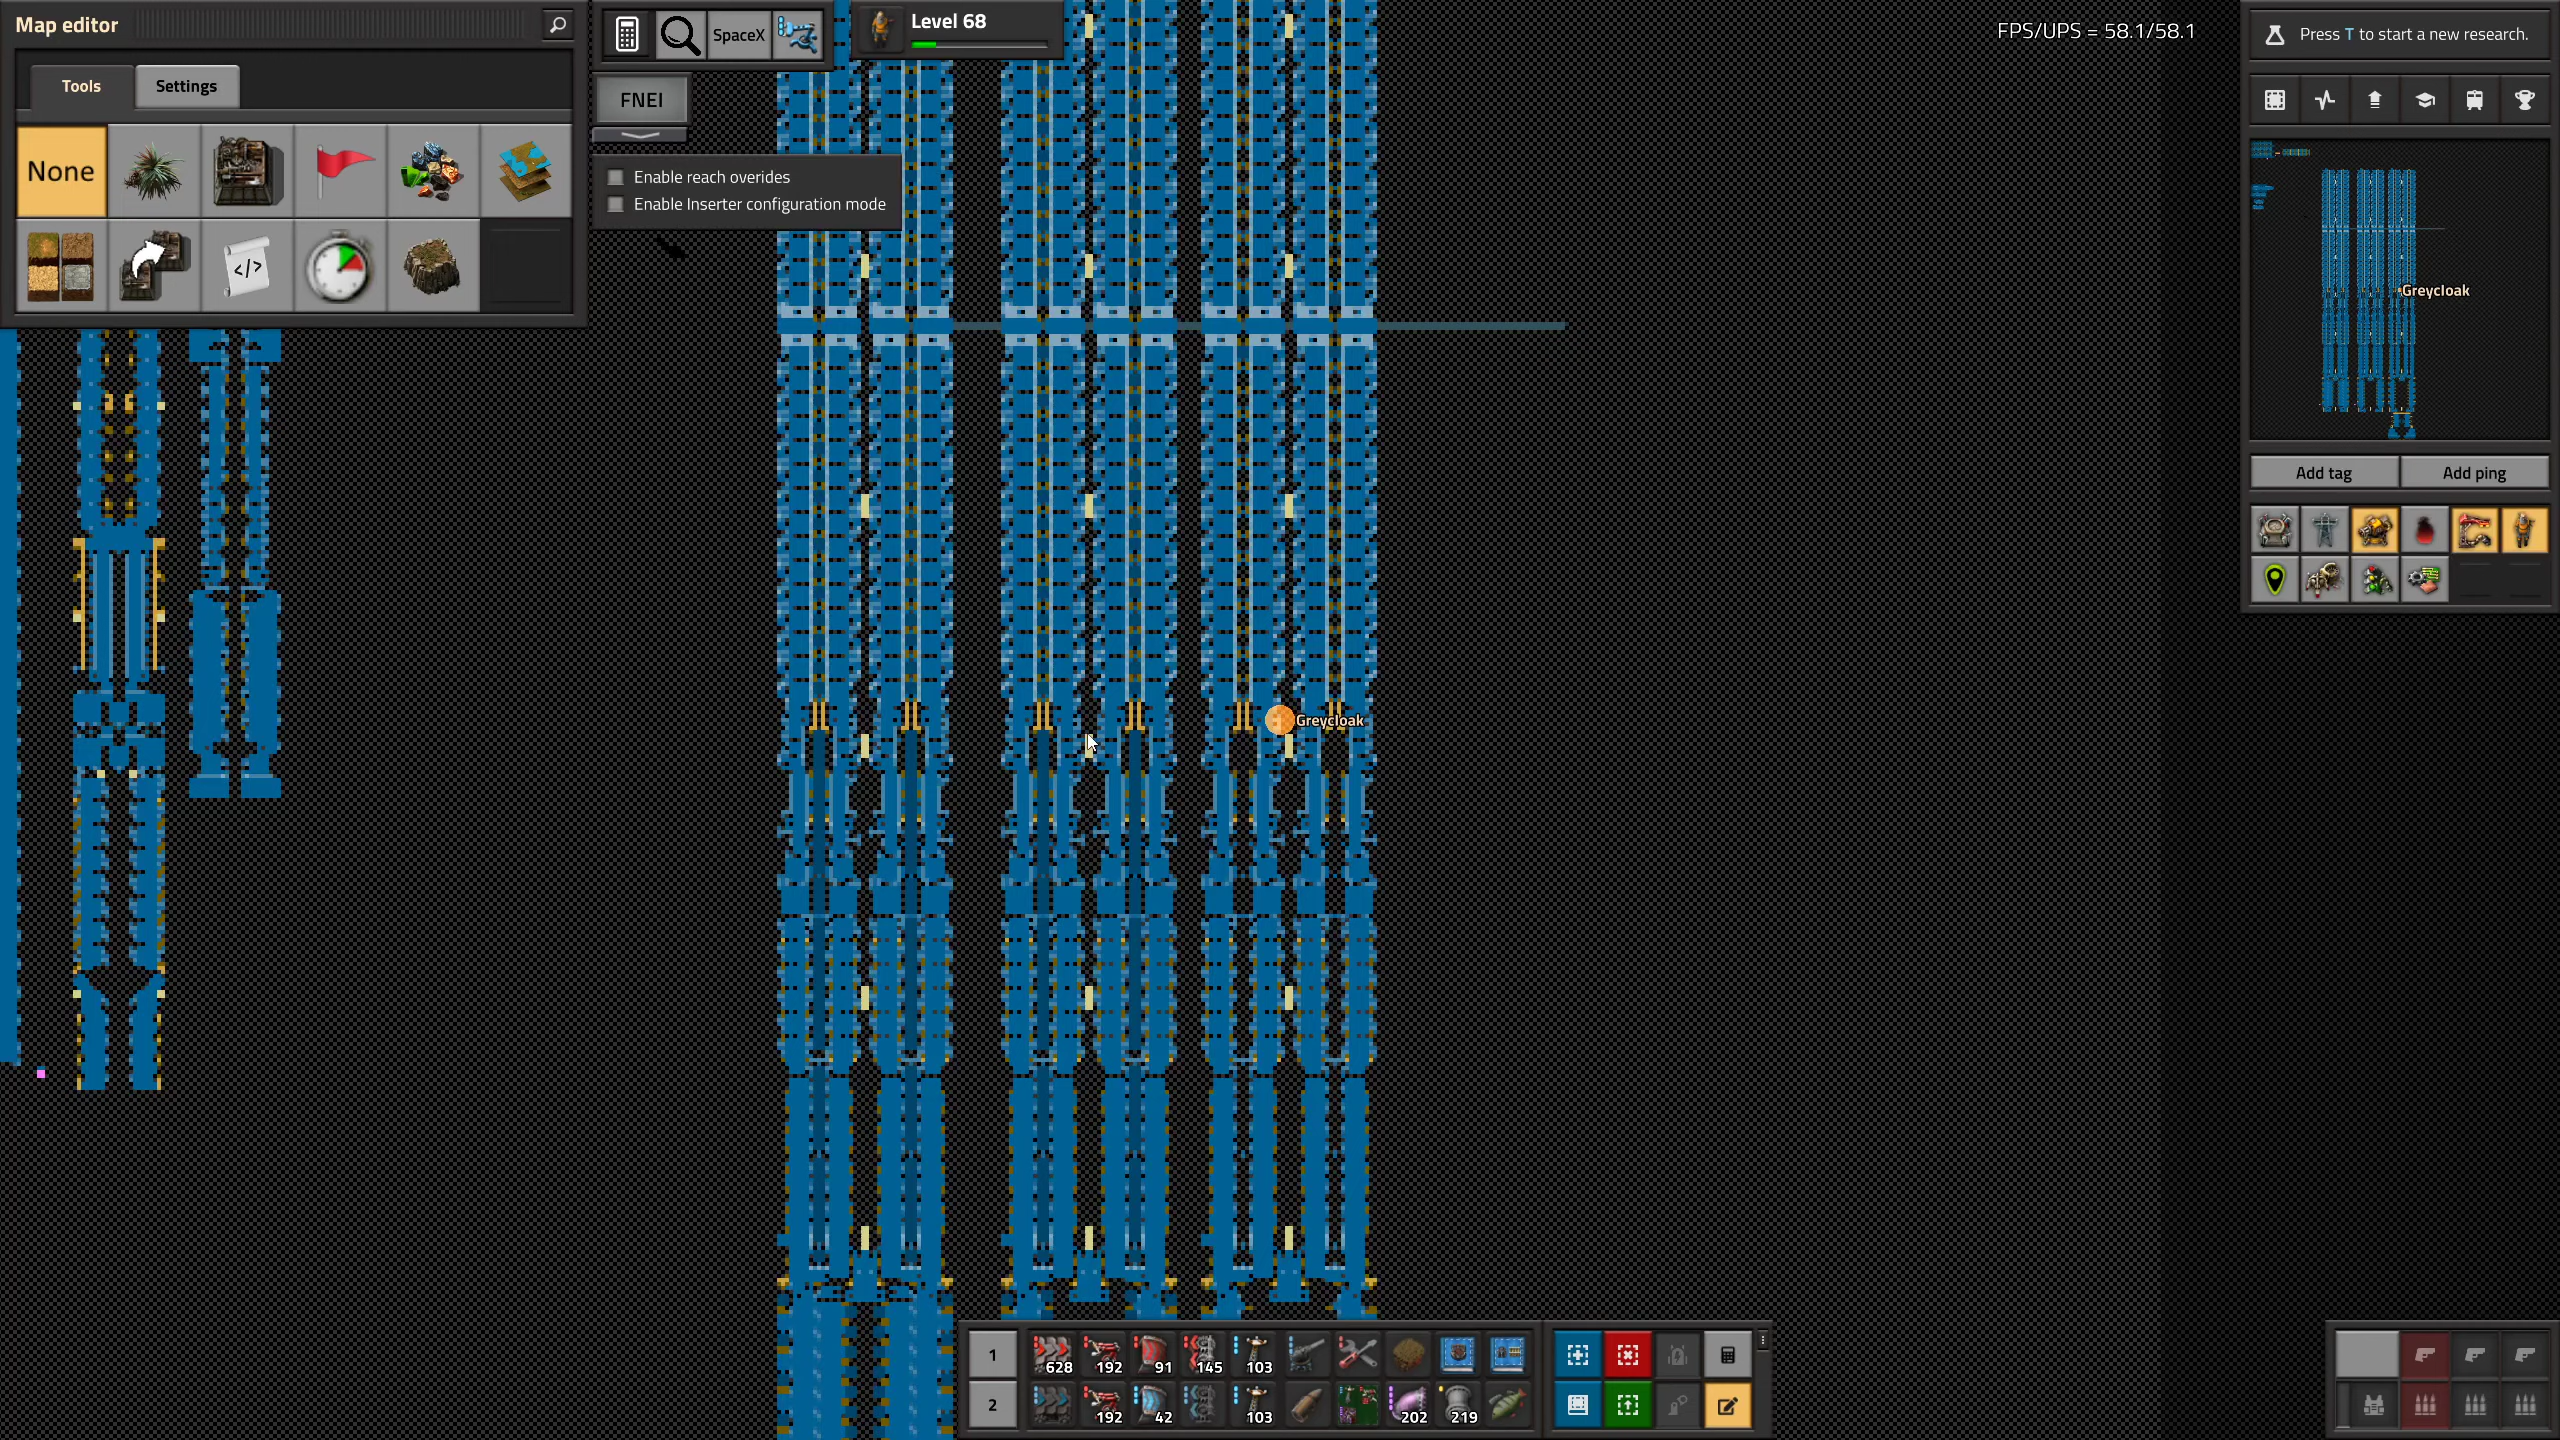 Map editor
Tools
Settings
None
</>
SpaceX
Level 68
FNEI
Enable reach overrides
Enable Inserter configuration mode
FPS/UPS = 58.1/58.1
Press T to start a new research.
Greycloak
Add tag
Add ping
Greycloak
1
628
192
91
145
103
2
192
42
103
202
219